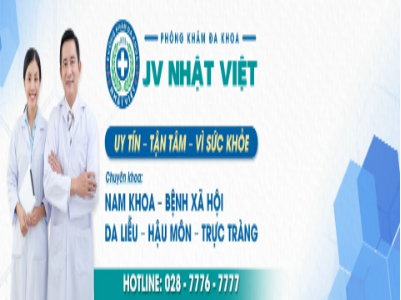 PHÒNG KHÁM ĐA KHOA
JV NHẬT VIỆT
UY TÍN – TẬN TÂM – VÌ SỨC KHỎE
Chuyên khoa:
NAM KHOA – BỆNH XÃ HỘI
DA LIỄU – HẬU MÔN – TRỰC TRÀNG
HOTLINE: 028 - 7776 - 7777